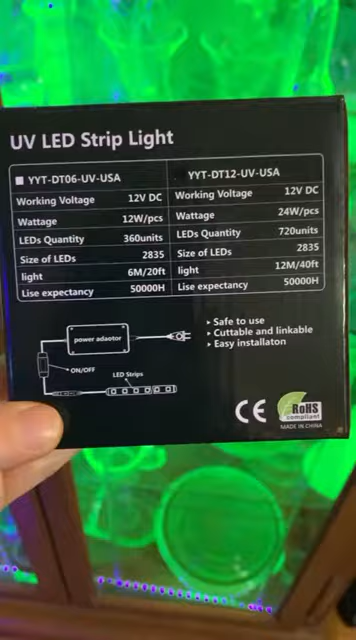 UV LED Strip Light
■ YYT-DT06-UV-USA
Working Voltage 12V DC
Wattage 12W/pcs
LEDs Quantity 360units
Size of LEDs 2835
light 6M/20ft
Lise expectancy 50000H
YYT-DT12-UV-USA
Working Voltage 12V DC
Wattage 24W/pcs
LEDs Quantity 720units
Size of LEDs 2835
light 12M/40ft
Lise expectancy 50000H
power adaotor
ON/OFF
LED Strips
▸ Safe to use
▸ Cuttable and linkable
▸ Easy installaton
CE
RoHS
compliant
MADE IN CHINA